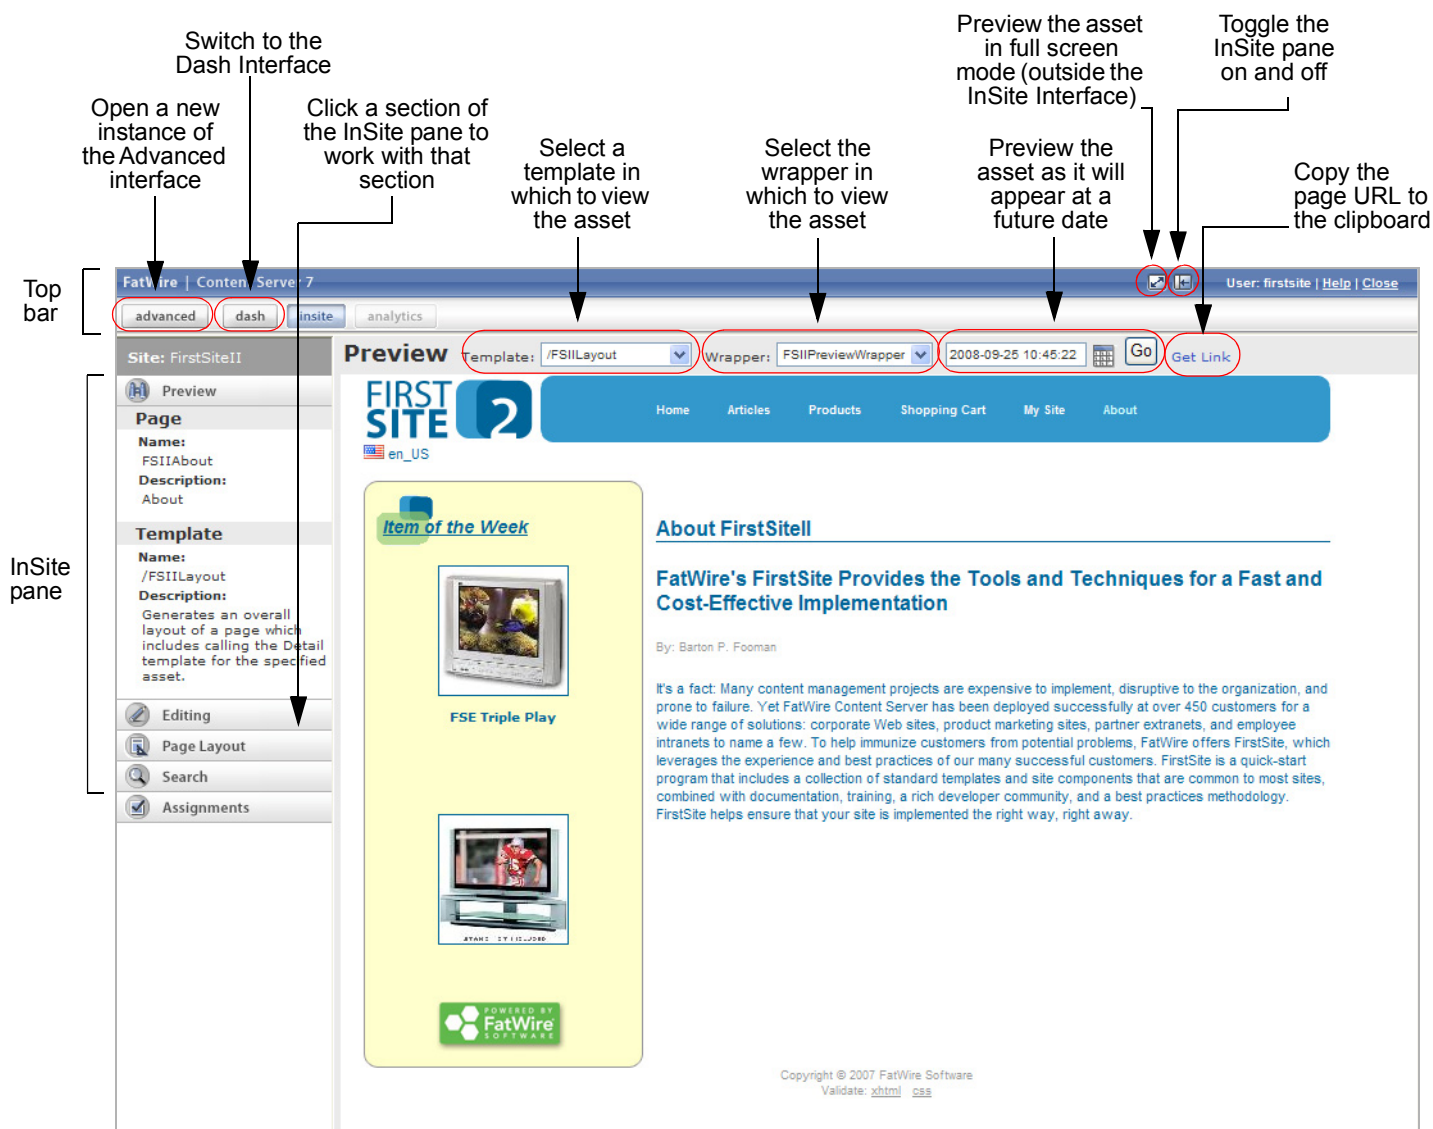 Switch to the
Dash Interface
Open a new
instance of
the Advanced
interface
Click a section of
the InSite pane to
work with that
section
Select a
template in
which to view
the asset
Select the
wrapper in
which to view
the asset
Preview the asset
in full screen
mode (outside the
InSite Interface)
Preview the
asset as it will
appear at a
future date
Toggle the
InSite pane
on and off
Copy the
page URL to
the clipboard
Top
bar
FatWire | Content Server 7
User: firstsite | Help | Close
advanced dash insite analytics
Site: FirstSiteII
Preview Template: /FSIILayout Wrapper: FSIIPreviewWrapper 2008-09-25 10:45:22 Go Get Link
InSite
pane
Preview
Page
Name:
FSIIAbout
Description:
About
Template
Name:
/FSIILayout
Description:
Generates an overall
layout of a page which
includes calling the Detail
template for the specified
asset.
Editing
Page Layout
Search
Assignments
FIRST
SITE 2
Home Articles Products Shopping Cart My Site About
en_US
Item of the Week
FSE Triple Play
POWERED BY
FatWire
SOFTWARE
About FirstSiteII
FatWire's FirstSite Provides the Tools and Techniques for a Fast and
Cost-Effective Implementation
By: Barton P. Fooman
It's a fact: Many content management projects are expensive to implement, disruptive to the organization, and
prone to failure. Yet FatWire Content Server has been deployed successfully at over 450 customers for a
wide range of solutions: corporate Web sites, product marketing sites, partner extranets, and employee
intranets to name a few. To help immunize customers from potential problems, FatWire offers FirstSite, which
leverages the experience and best practices of our many successful customers. FirstSite is a quick-start
program that includes a collection of standard templates and site components that are common to most sites,
combined with documentation, training, a rich developer community, and a best practices methodology.
FirstSite helps ensure that your site is implemented the right way, right away.
Copyright © 2007 FatWire Software
Validate: xhtml css